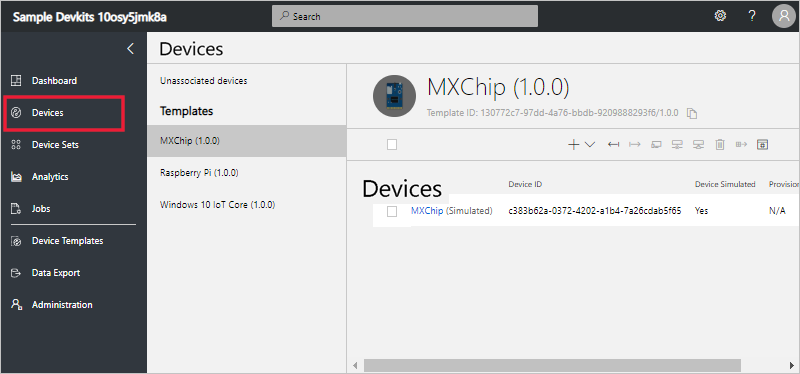 Sample Devkits 10osy5jmk8a
Search
?
Dashboard
Devices
Device Sets
Analytics
Jobs
Device Templates
Data Export
Administration
Devices
Unassociated devices
Templates
MXChip (1.0.0)
Raspberry Pi (1.0.0)
Windows 10 IoT Core (1.0.0)
MXChip (1.0.0)
Template ID: 130772c7-97dd-4a76-bbdb-9209888293f6/1.0.0
Devices
Device ID
Device Simulated
Provision
MXChip (Simulated)
c383b62a-0372-4202-a1b4-7a26cdab5f65
Yes
N/A